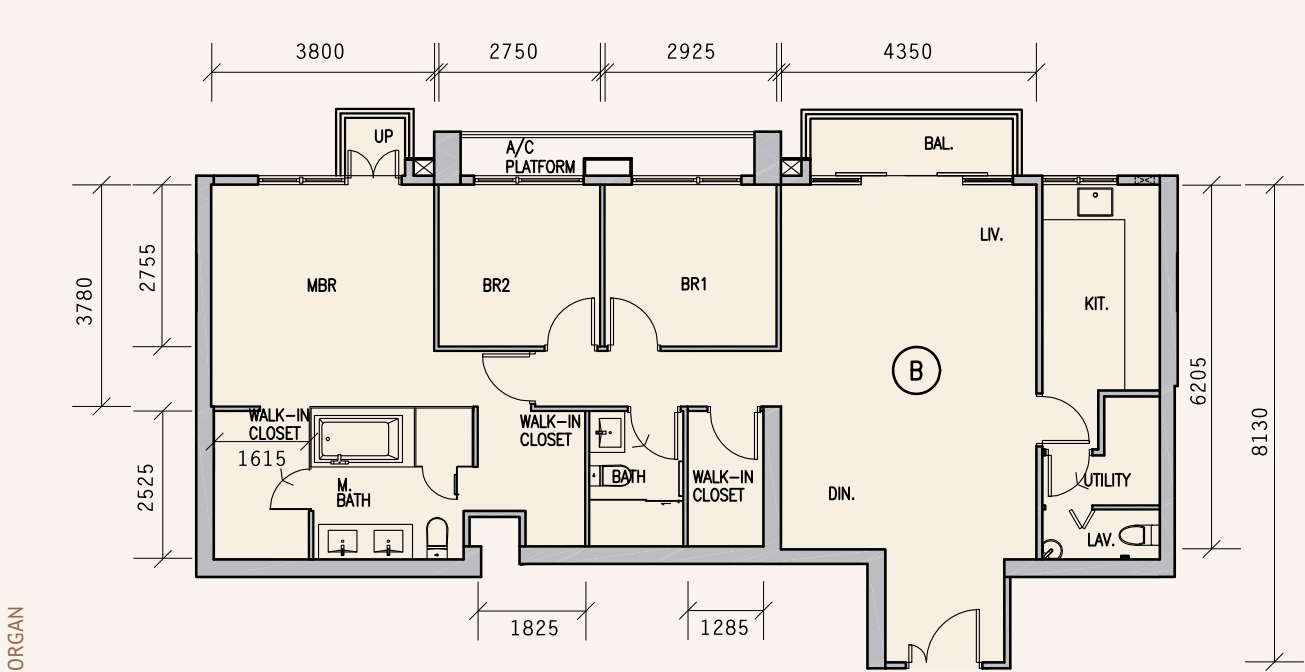 3800
2750
2925
4350
UP
A/C
PLATFORM
BAL.
LIV.
2755
3780
MBR
BR2
BR1
KIT.
B
6205
8130
WALK-IN
CLOSET
1615
WALK-IN
CLOSET
2525
M.
BATH
BATH
WALK-IN
CLOSET
DIN.
UTILITY
LAV.
1825
1285
ORGAN